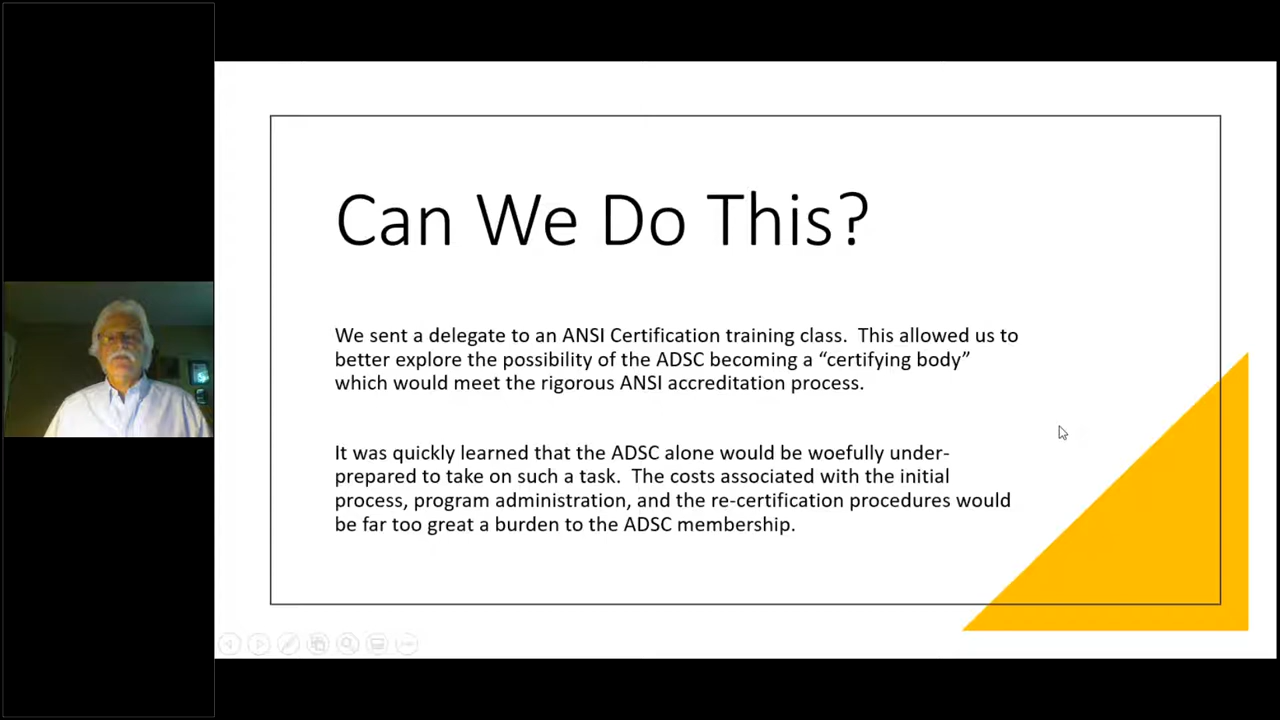 Can We Do This?
We sent a delegate to an ANSI Certification training class.  This allowed us to
better explore the possibility of the ADSC becoming a “certifying body”
which would meet the rigorous ANSI accreditation process.
It was quickly learned that the ADSC alone would be woefully under-
prepared to take on such a task.  The costs associated with the initial
process, program administration, and the re-certification procedures would
be far too great a burden to the ADSC membership.